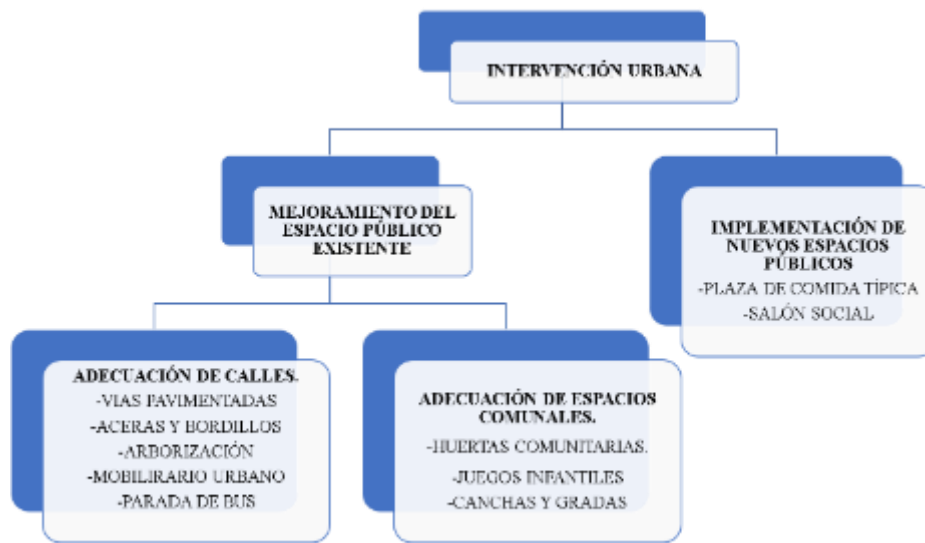 INTERVENCIÓN URBANA
MEJORAMIENTO DEL
ESPACIO PÚBLICO
EXISTENTE
IMPLEMENTACIÓN DE
NUEVOS ESPACIOS
PÚBLICOS
-PLAZA DE COMIDA TÍPICA
-SALÓN SOCIAL
ADECUACIÓN DE CALLES.
-VIAS PAVIMENTADAS
-ACERAS Y BORDILLOS
-ARBORIZACIÓN
-MOBILIRARIO URBANO
-PARADA DE BUS
ADECUACIÓN DE ESPACIOS
COMUNALES.
-HUERTAS COMUNITARIAS.
-JUEGOS INFANTILES
-CANCHAS Y GRADAS